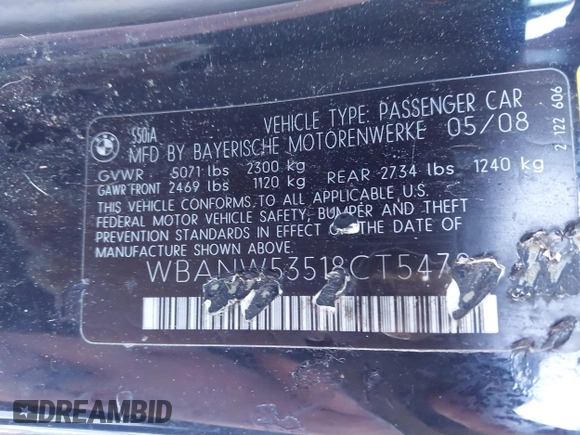 BMW
550iA
VEHICLE TYPE: PASSENGER CAR
MFD BY BAYERISCHE MOTORENWERKE 05/08
GVWR 5071 lbs 2300 kg
GAWR FRONT 2469 lbs 1120 kg REAR 2734 lbs 1240 kg
THIS VEHICLE CONFORMS TO ALL APPLICABLE U.S.
FEDERAL MOTOR VEHICLE SAFETY, BUMPER AND THEFT
PREVENTION STANDARDS IN EFFECT ON THE DATE OF
MANUFACTURE SHOWN ABOVE
2 122 606
DREAMBID